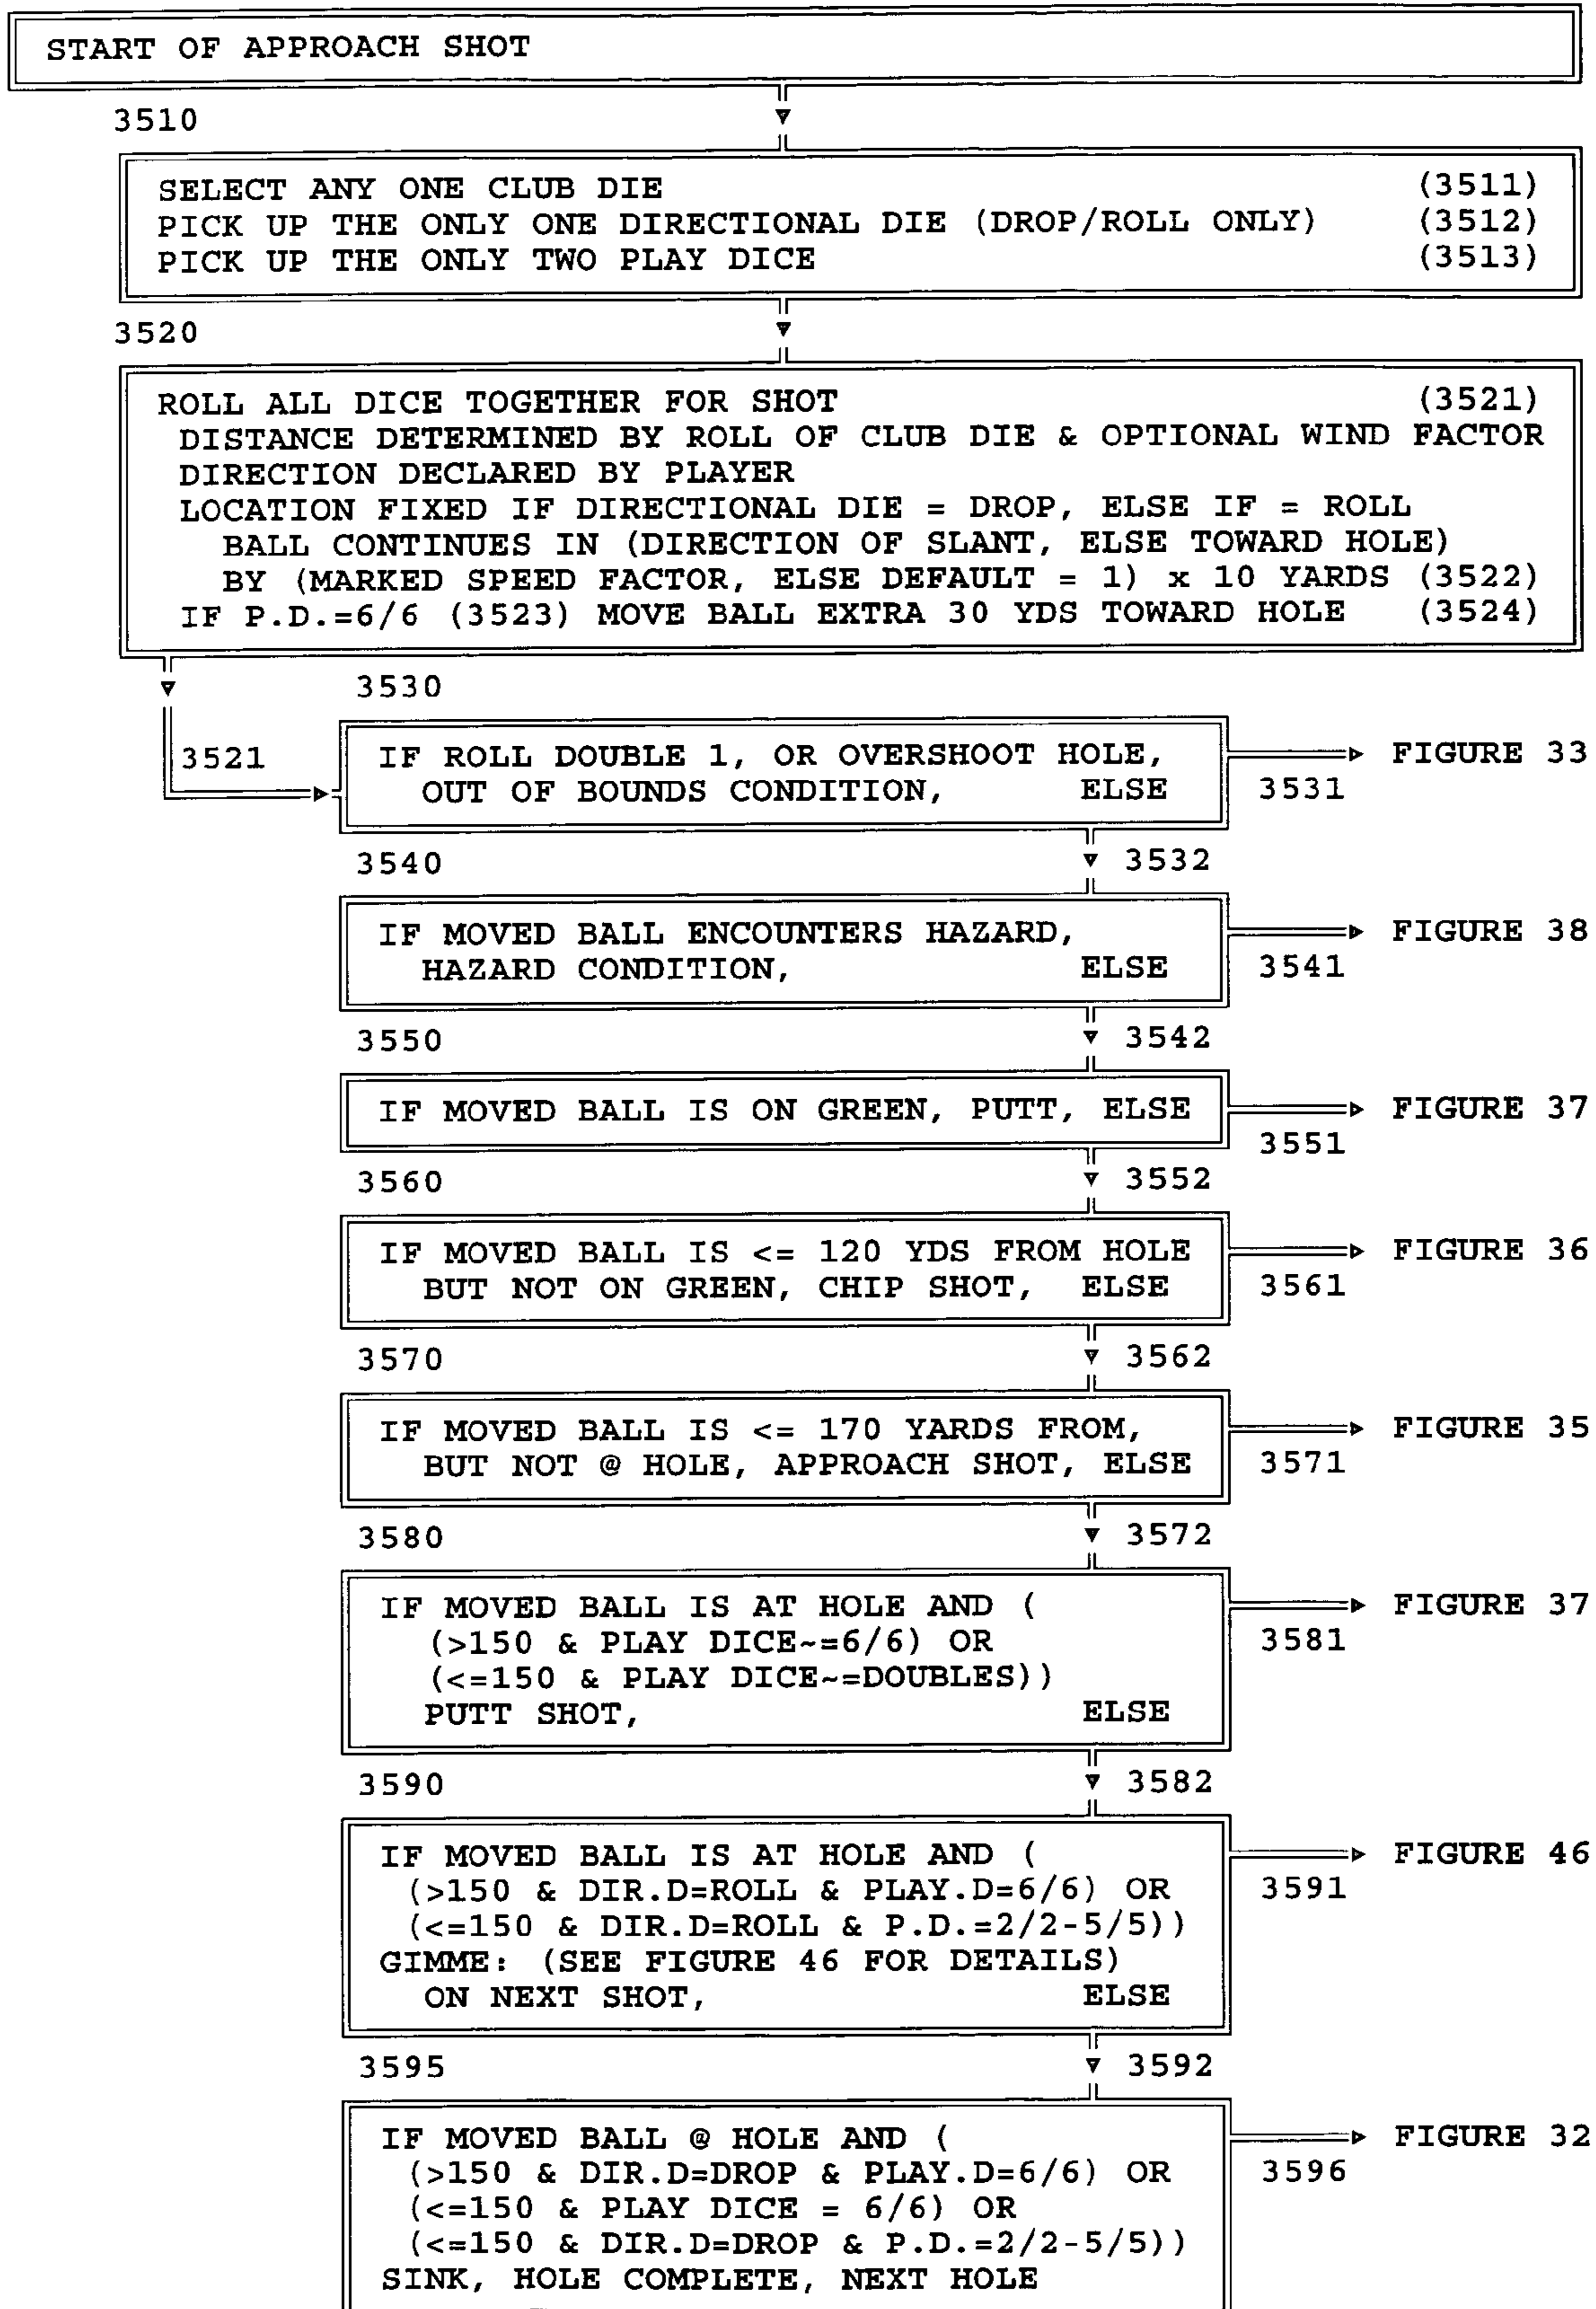 START OF APPROACH SHOT
3510
SELECT ANY ONE CLUB DIE (3511)
PICK UP THE ONLY ONE DIRECTIONAL DIE (DROP/ROLL ONLY) (3512)
PICK UP THE ONLY TWO PLAY DICE (3513)
3520
ROLL ALL DICE TOGETHER FOR SHOT (3521)
DISTANCE DETERMINED BY ROLL OF CLUB DIE & OPTIONAL WIND FACTOR
DIRECTION DECLARED BY PLAYER
LOCATION FIXED IF DIRECTIONAL DIE = DROP, ELSE IF = ROLL
BALL CONTINUES IN (DIRECTION OF SLANT, ELSE TOWARD HOLE)
BY (MARKED SPEED FACTOR, ELSE DEFAULT = 1) x 10 YARDS (3522)
IF P.D.=6/6 (3523) MOVE BALL EXTRA 30 YDS TOWARD HOLE (3524)
3530
3521 IF ROLL DOUBLE 1, OR OVERSHOOT HOLE, FIGURE 33
OUT OF BOUNDS CONDITION, ELSE 3531
3540 3532
IF MOVED BALL ENCOUNTERS HAZARD, FIGURE 38
HAZARD CONDITION, ELSE 3541
3550 3542
IF MOVED BALL IS ON GREEN, PUTT, ELSE FIGURE 37
3551
3560 3552
IF MOVED BALL IS <= 120 YDS FROM HOLE FIGURE 36
BUT NOT ON GREEN, CHIP SHOT, ELSE 3561
3570 3562
IF MOVED BALL IS <= 170 YARDS FROM, FIGURE 35
BUT NOT @ HOLE, APPROACH SHOT, ELSE 3571
3580 3572
IF MOVED BALL IS AT HOLE AND ( FIGURE 37
(>150 & PLAY DICE~=6/6) OR 3581
(<=150 & PLAY DICE~=DOUBLES))
PUTT SHOT, ELSE
3590 3582
IF MOVED BALL IS AT HOLE AND ( FIGURE 46
(>150 & DIR.D=ROLL & PLAY.D=6/6) OR 3591
(<=150 & DIR.D=ROLL & P.D.=2/2-5/5))
GIMME: (SEE FIGURE 46 FOR DETAILS)
ON NEXT SHOT, ELSE
3595 3592
IF MOVED BALL @ HOLE AND ( FIGURE 32
(>150 & DIR.D=DROP & PLAY.D=6/6) OR 3596
(<=150 & PLAY DICE = 6/6) OR
(<=150 & DIR.D=DROP & P.D.=2/2-5/5))
SINK, HOLE COMPLETE, NEXT HOLE